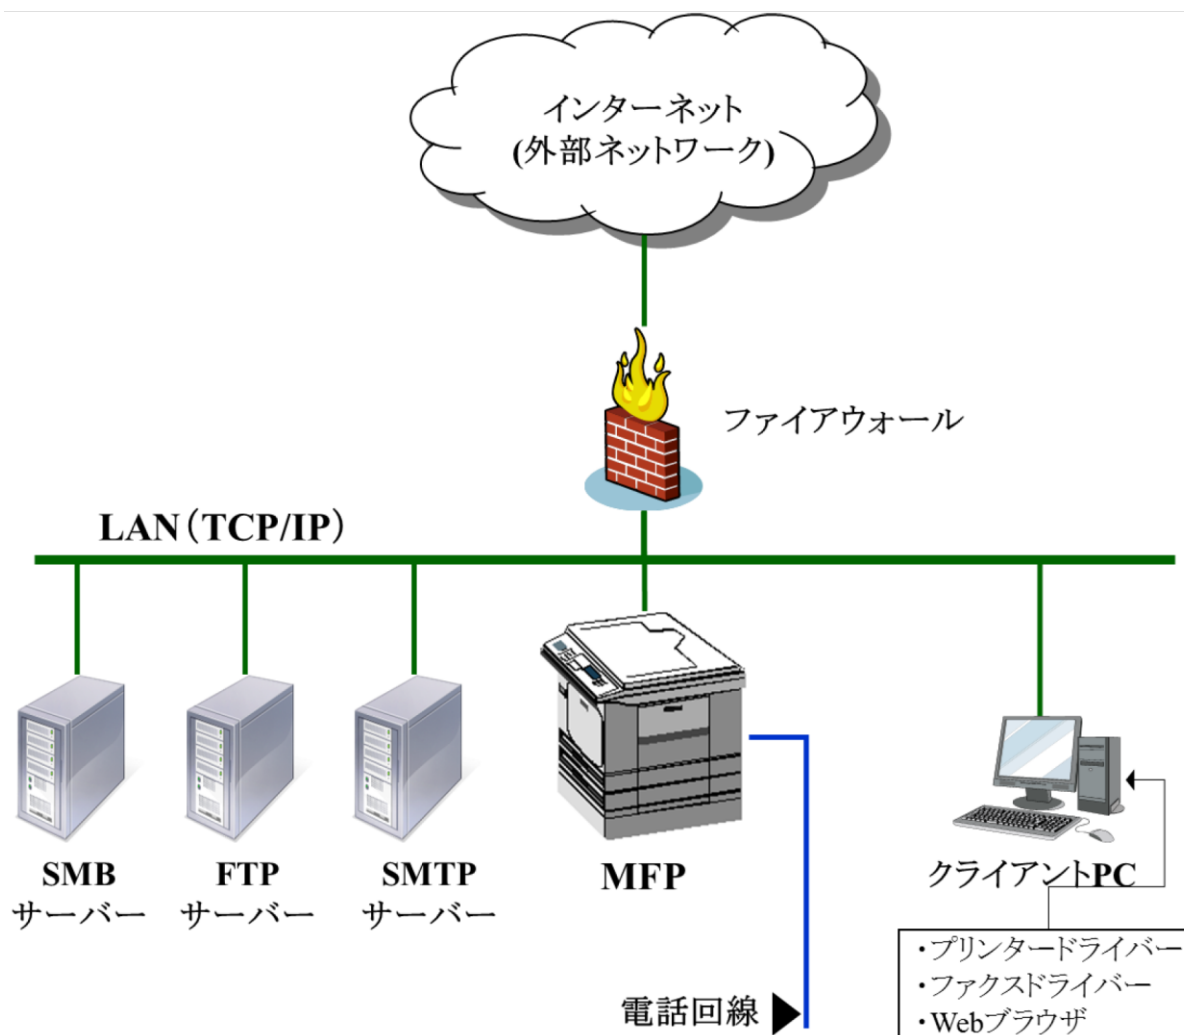 インターネット
(外部ネットワーク)
ファイアウォール
LAN（TCP/IP）
SMB
サーバー
FTP
サーバー
SMTP
サーバー
MFP
クライアントPC
・プリンタードライバー
・ファクスドライバー
・Webブラウザ
電話回線